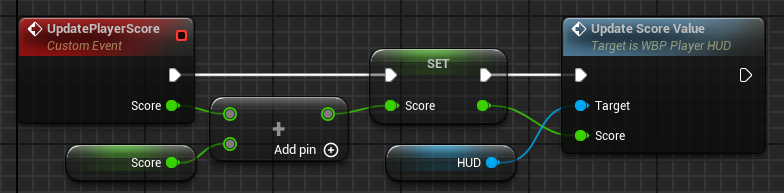 UpdatePlayerScore
Custom Event
Score
Score
+
Add pin
SET
Score
HUD
Update Score Value
Target is WBP Player HUD
Target
Score